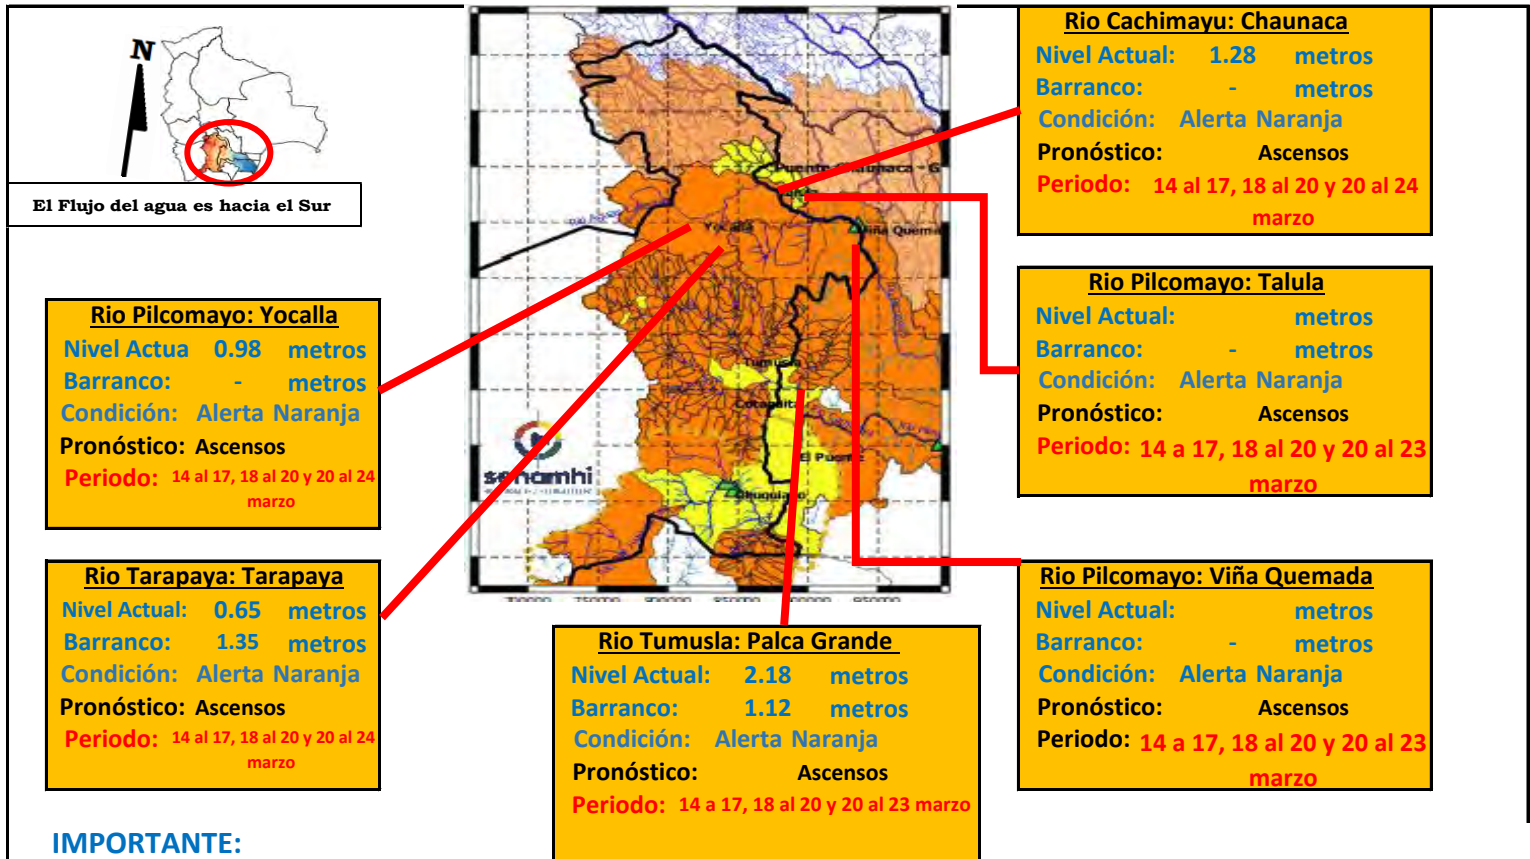 N
El Flujo del agua es hacia el Sur
Rio Pilcomayo: Yocalla
Nivel Actua 0.98 metros
Barranco: - metros
Condición: Alerta Naranja
Pronóstico: Ascensos
Periodo: 14 al 17, 18 al 20 y 20 al 24
marzo
Rio Tarapaya: Tarapaya
Nivel Actual: 0.65 metros
Barranco: 1.35 metros
Condición: Alerta Naranja
Pronóstico: Ascensos
Periodo: 14 al 17, 18 al 20 y 20 al 24
marzo
IMPORTANTE:
Puente Chaunaca - G
Yocalla
Viña Quema
Tumusla
Cotagaita
El Puente
Chuquiago
senamhi
Rio Tumusla: Palca Grande
Nivel Actual: 2.18 metros
Barranco: 1.12 metros
Condición: Alerta Naranja
Pronóstico: Ascensos
Periodo: 14 a 17, 18 al 20 y 20 al 23 marzo
Rio Cachimayu: Chaunaca
Nivel Actual: 1.28 metros
Barranco: - metros
Condición: Alerta Naranja
Pronóstico: Ascensos
Periodo: 14 al 17, 18 al 20 y 20 al 24
marzo
Rio Pilcomayo: Talula
Nivel Actual: metros
Barranco: - metros
Condición: Alerta Naranja
Pronóstico: Ascensos
Periodo: 14 a 17, 18 al 20 y 20 al 23
marzo
Rio Pilcomayo: Viña Quemada
Nivel Actual: metros
Barranco: - metros
Condición: Alerta Naranja
Pronóstico: Ascensos
Periodo: 14 a 17, 18 al 20 y 20 al 23
marzo